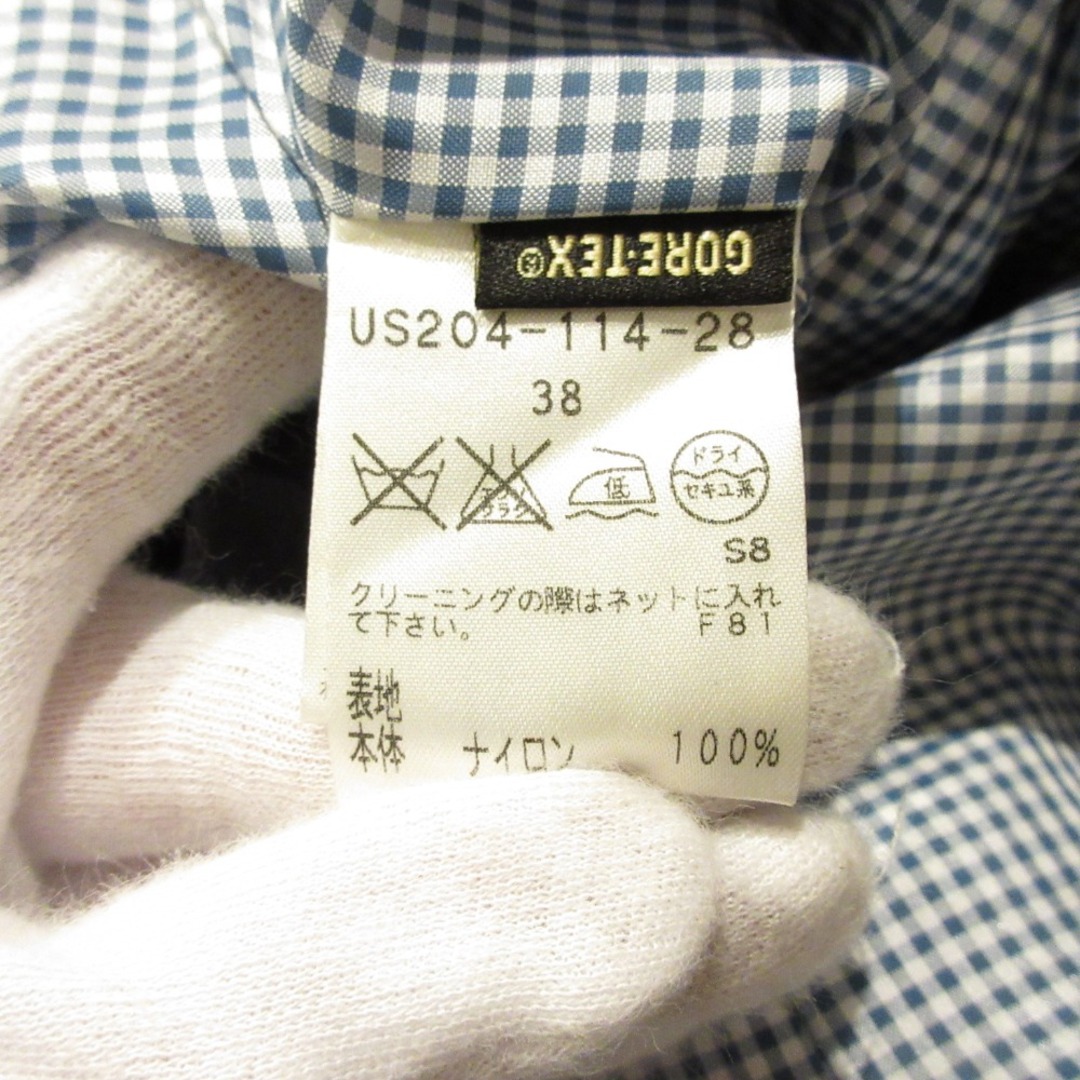 GORE-TEX®
US204-114-28
38
低
ドライ
セキユ系
S8
クリーニングの際はネットに入れ
て下さい。 F81
表地
本体 ナイロン 100%